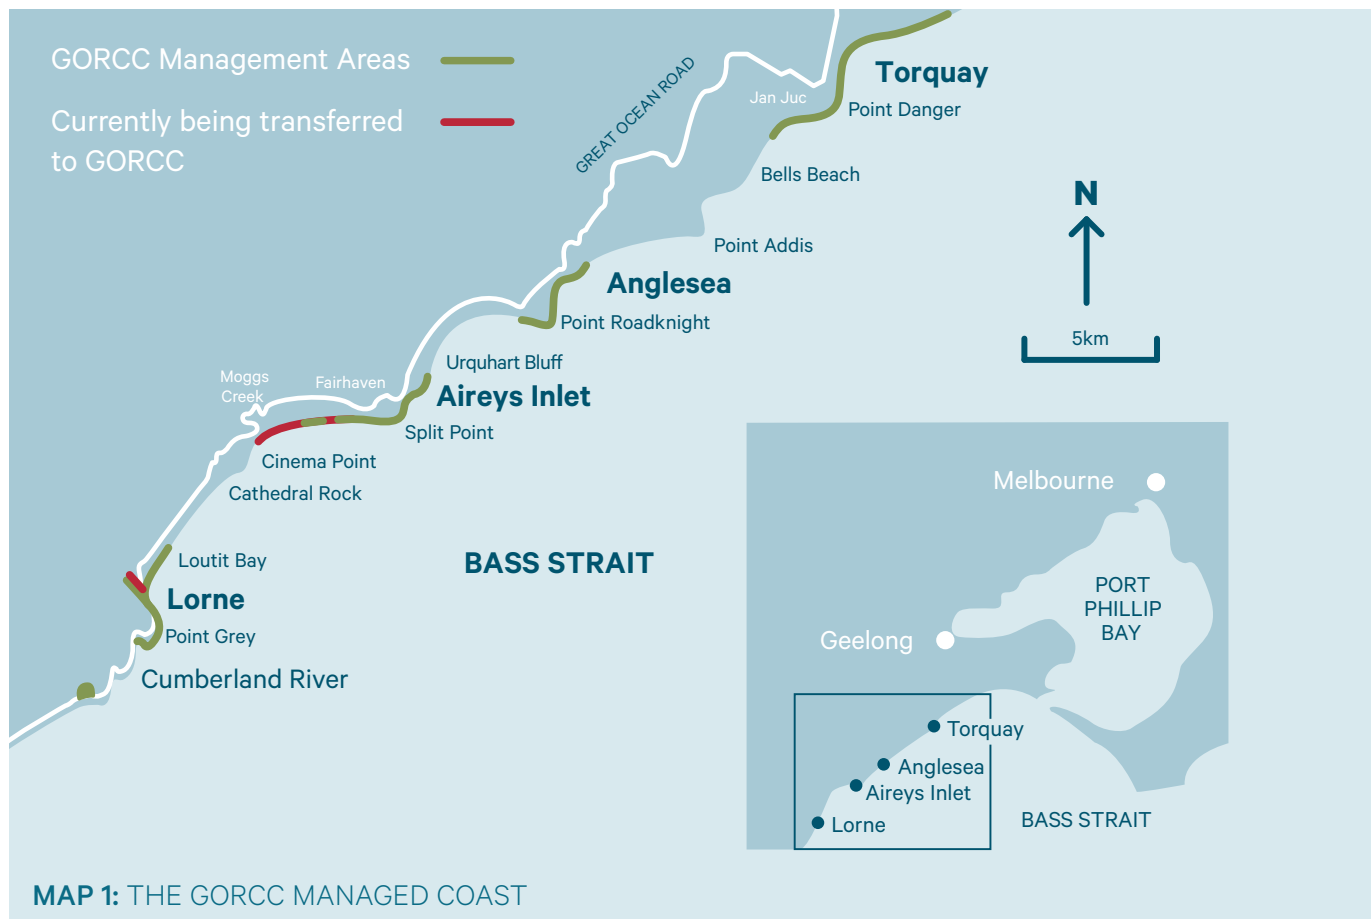 GORCC Management Areas
Currently being transferred
to GORCC
GREAT OCEAN ROAD
Torquay
Jan Juc
Point Danger
Bells Beach
N
Point Addis
Anglesea
Point Roadknight
5km
Urquhart Bluff
Moggs
Creek
Fairhaven
Aireys Inlet
Split Point
Cinema Point
Cathedral Rock
Loutit Bay
BASS STRAIT
Lorne
Point Grey
Cumberland River
Melbourne
PORT
PHILLIP
BAY
Geelong
Torquay
Anglesea
Aireys Inlet
Lorne
BASS STRAIT
MAP 1: THE GORCC MANAGED COAST